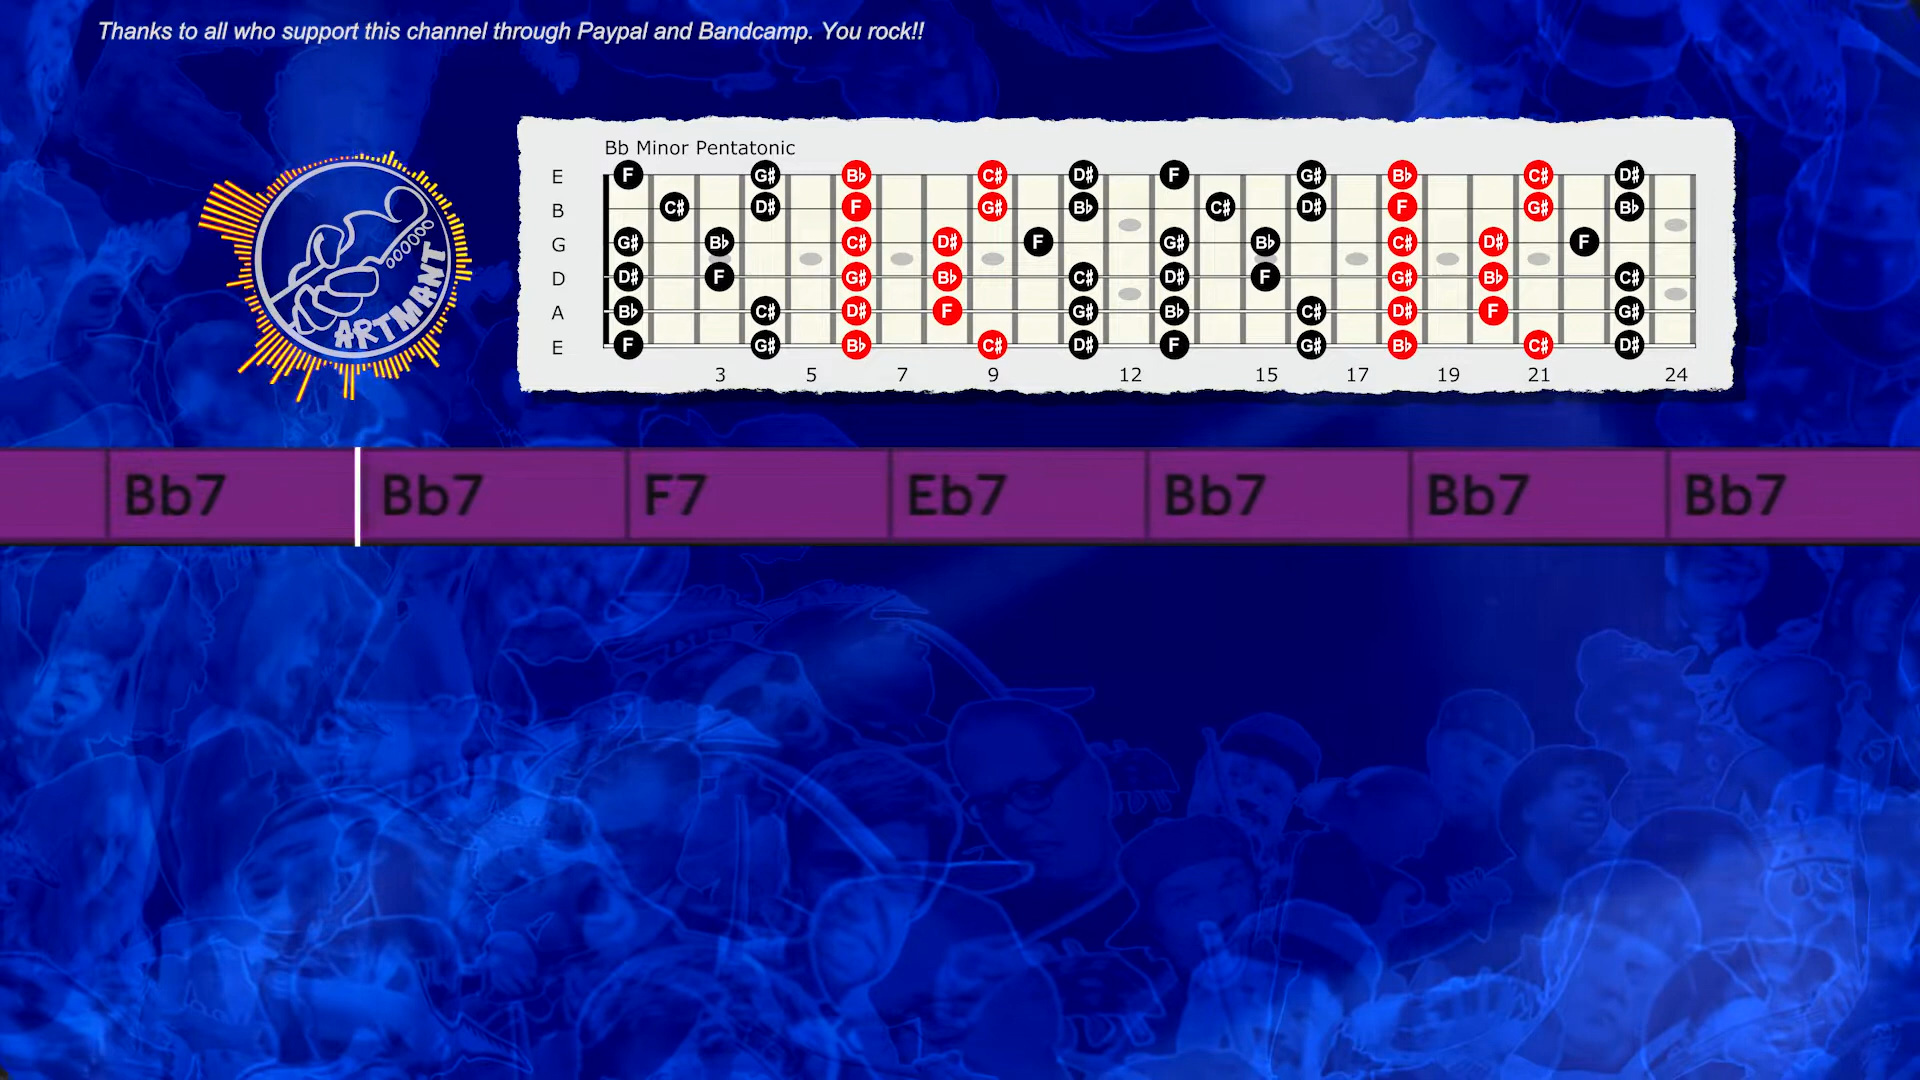 Thanks to all who support this channel through Paypal and Bandcamp. You rock!!
Bb Minor Pentatonic
E F G# B♭ C# D# F G# B♭ C# D#
B C# D# F G# B♭ C# D# F G# B♭
G G# B♭ C# D# F G# B♭ C# D# F
D D# F G# B♭ C# D# F G# B♭ C#
A B♭ C# D# F G# B♭ C# D# F G#
E F G# B♭ C# D# F G# B♭ C# D#
3 5 7 9 12 15 17 19 21 24
ARTMANT
Bb7 Bb7 F7 Eb7 Bb7 Bb7 Bb7